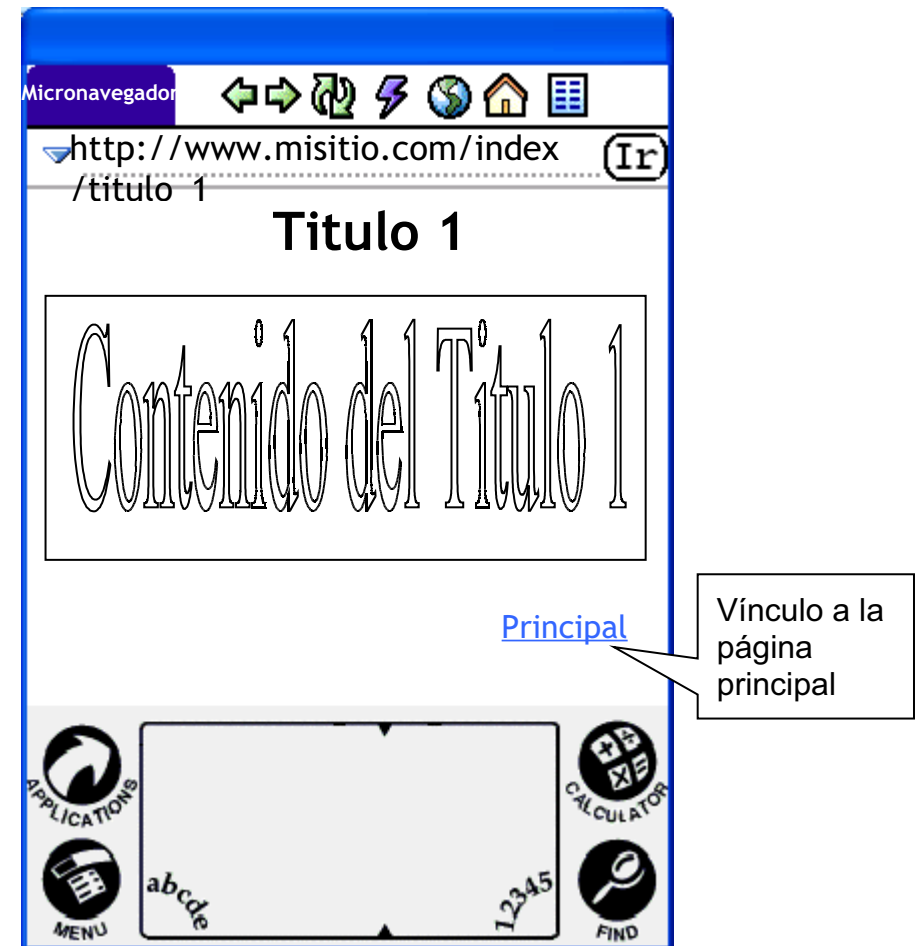 Micronavegador
http://www.misitio.com/index
/titulo 1
Ir
Titulo 1
Contenido del Titulo 1
Principal
Vínculo a la
página
principal
APPLICATIONS
CALCULATOR
abcde
12345
MENU
FIND